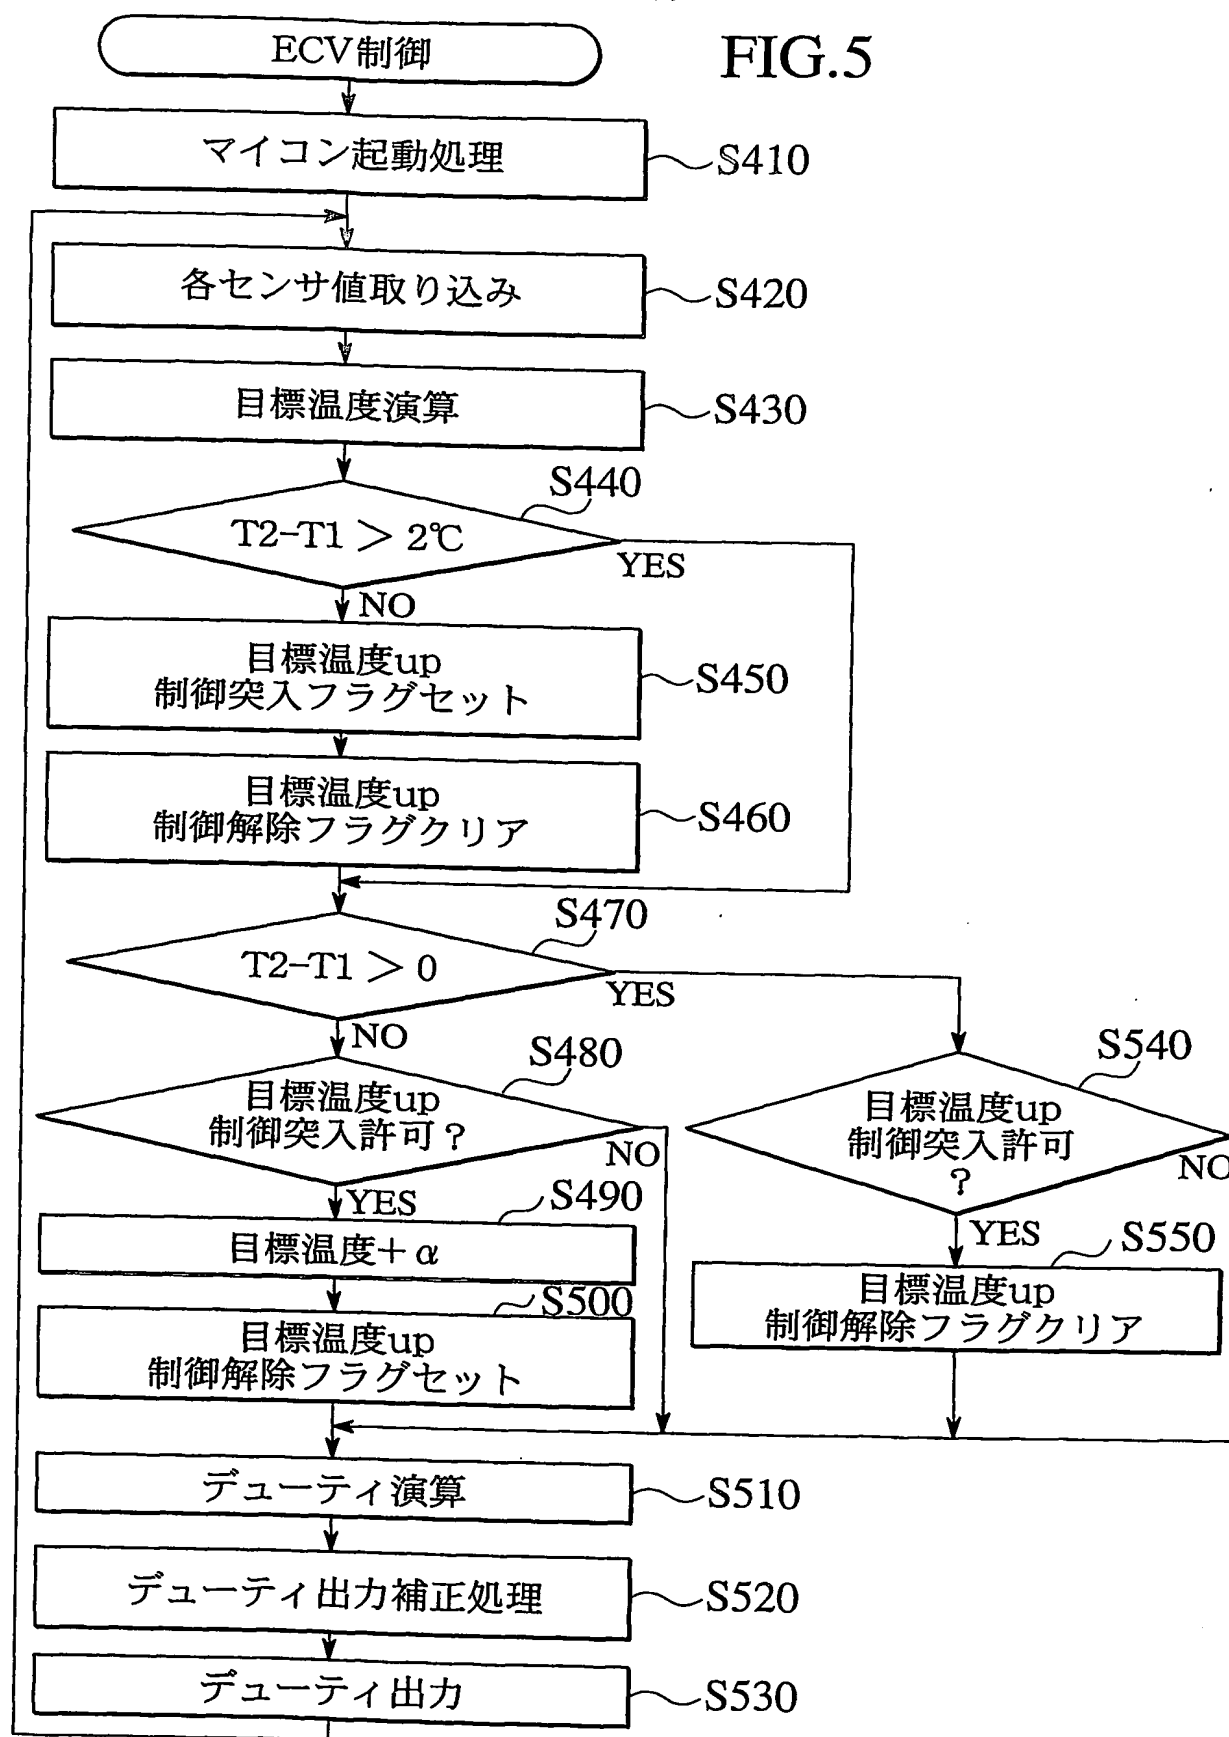 FIG.5
ECV制御
マイコン起動処理
S410
各センサ値取り込み
S420
目標温度演算
S430
S440
T2-T1 > 2℃
YES
NO
目標温度up
制御突入フラグセット
S450
目標温度up
制御解除フラグクリア
S460
S470
T2-T1 > 0
YES
NO
S480
目標温度up
制御突入許可?
NO
YES
S540
目標温度up
制御突入許可
?
NO
YES
S490
目標温度+α
S500
目標温度up
制御解除フラグセット
S550
目標温度up
制御解除フラグクリア
デューティ演算
S510
デューティ出力補正処理
S520
デューティ出力
S530